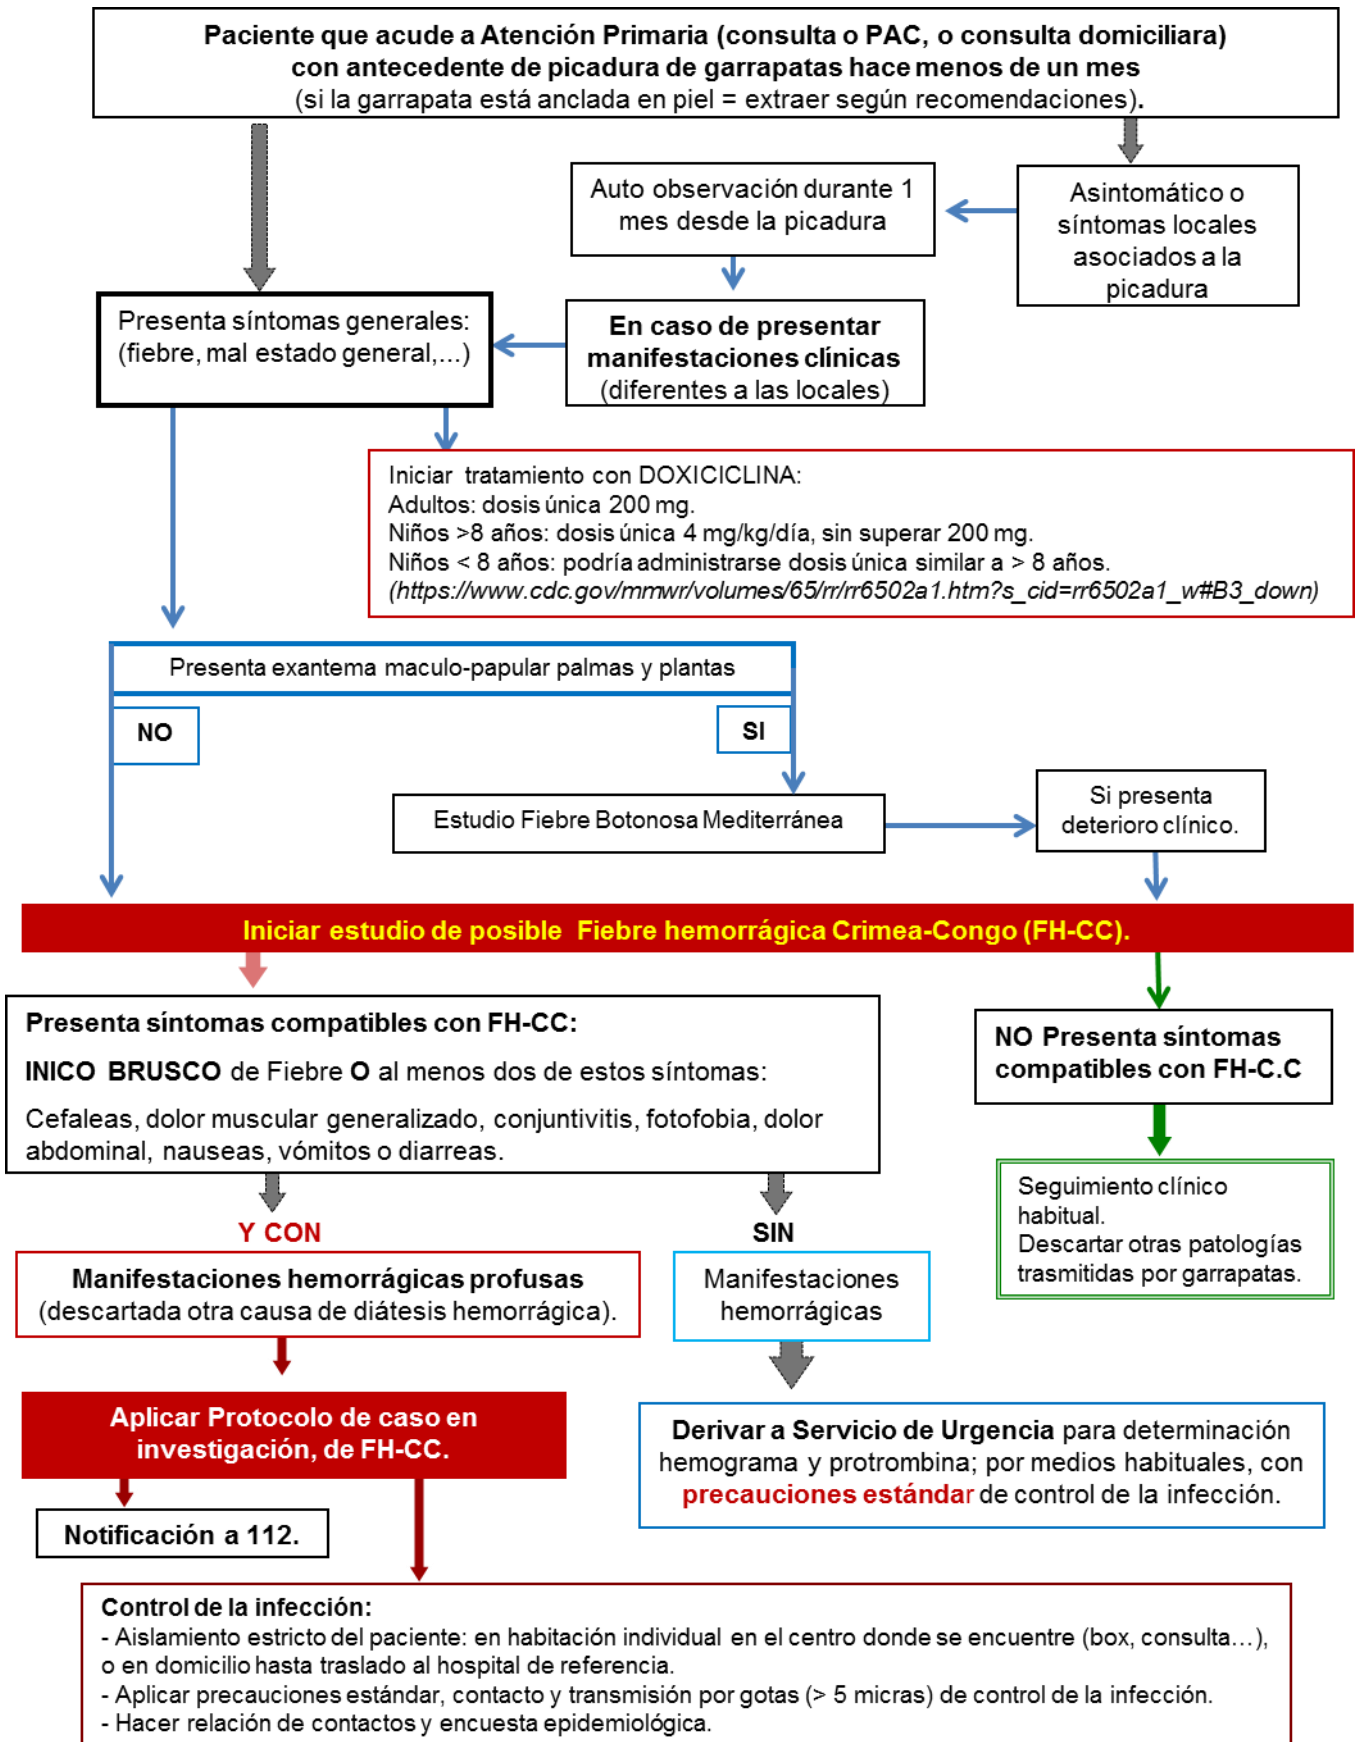 Paciente que acude a Atención Primaria (consulta o PAC, o consulta domiciliara)
con antecedente de picadura de garrapatas hace menos de un mes
(si la garrapata está anclada en piel = extraer según recomendaciones).
Auto observación durante 1
mes desde la picadura
Asintomático o
síntomas locales
asociados a la
picadura
Presenta síntomas generales:
(fiebre, mal estado general,...)
En caso de presentar
manifestaciones clínicas
(diferentes a las locales)
Iniciar tratamiento con DOXICICLINA:
Adultos: dosis única 200 mg.
Niños >8 años: dosis única 4 mg/kg/día, sin superar 200 mg.
Niños < 8 años: podría administrarse dosis única similar a > 8 años.
(https://www.cdc.gov/mmwr/volumes/65/rr/rr6502a1.htm?s_cid=rr6502a1_w#B3_down)
Presenta exantema maculo-papular palmas y plantas
NO
SI
Estudio Fiebre Botonosa Mediterránea
Si presenta
deterioro clínico.
Iniciar estudio de posible Fiebre hemorrágica Crimea-Congo (FH-CC).
Presenta síntomas compatibles con FH-CC:
INICO BRUSCO de Fiebre O al menos dos de estos síntomas:
Cefaleas, dolor muscular generalizado, conjuntivitis, fotofobia, dolor
abdominal, nauseas, vómitos o diarreas.
NO Presenta síntomas
compatibles con FH-C.C
Seguimiento clínico
habitual.
Descartar otras patologías
trasmitidas por garrapatas.
Y CON
SIN
Manifestaciones hemorrágicas profusas
(descartada otra causa de diátesis hemorrágica).
Manifestaciones
hemorrágicas
Aplicar Protocolo de caso en
investigación, de FH-CC.
Derivar a Servicio de Urgencia para determinación
hemograma y protrombina; por medios habituales, con
precauciones estándar de control de la infección.
Notificación a 112.
Control de la infección:
- Aislamiento estricto del paciente: en habitación individual en el centro donde se encuentre (box, consulta...),
o en domicilio hasta traslado al hospital de referencia.
- Aplicar precauciones estándar, contacto y transmisión por gotas (> 5 micras) de control de la infección.
- Hacer relación de contactos y encuesta epidemiológica.